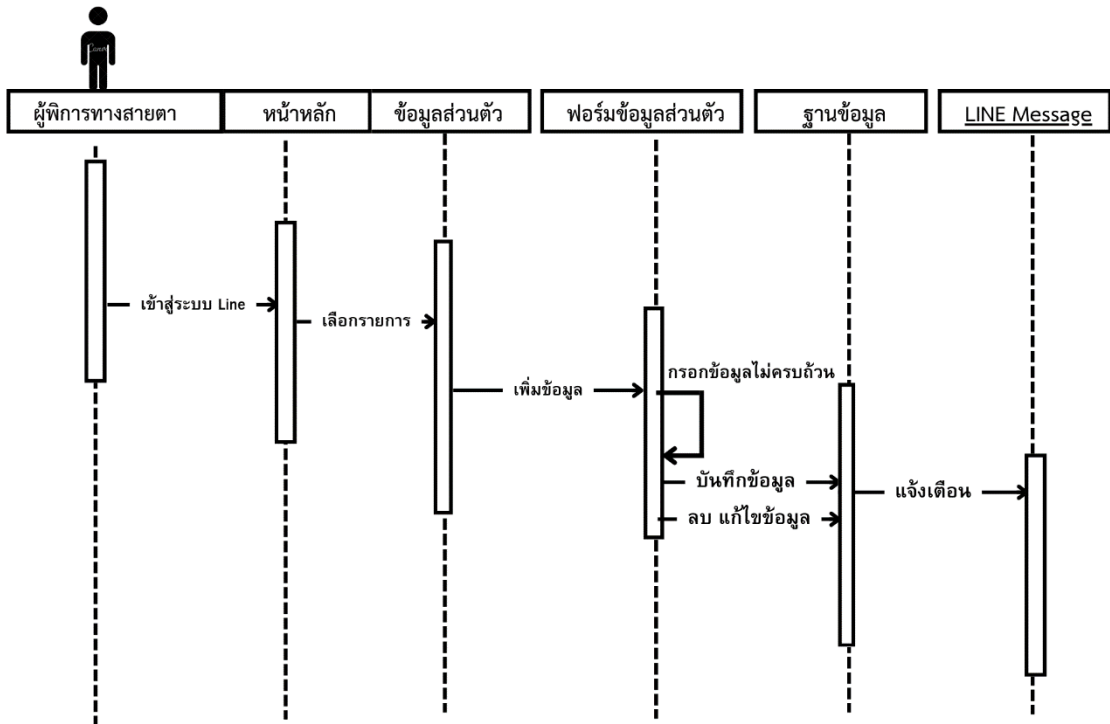 Canva
ผู้พิการทางสายตา
หน้าหลัก
ข้อมูลส่วนตัว
ฟอร์มข้อมูลส่วนตัว
ฐานข้อมูล
LINE Message
เข้าสู่ระบบ Line
เลือกรายการ
เพิ่มข้อมูล
กรอกข้อมูลไม่ครบถ้วน
บันทึกข้อมูล
แจ้งเตือน
ลบ แก้ไขข้อมูล